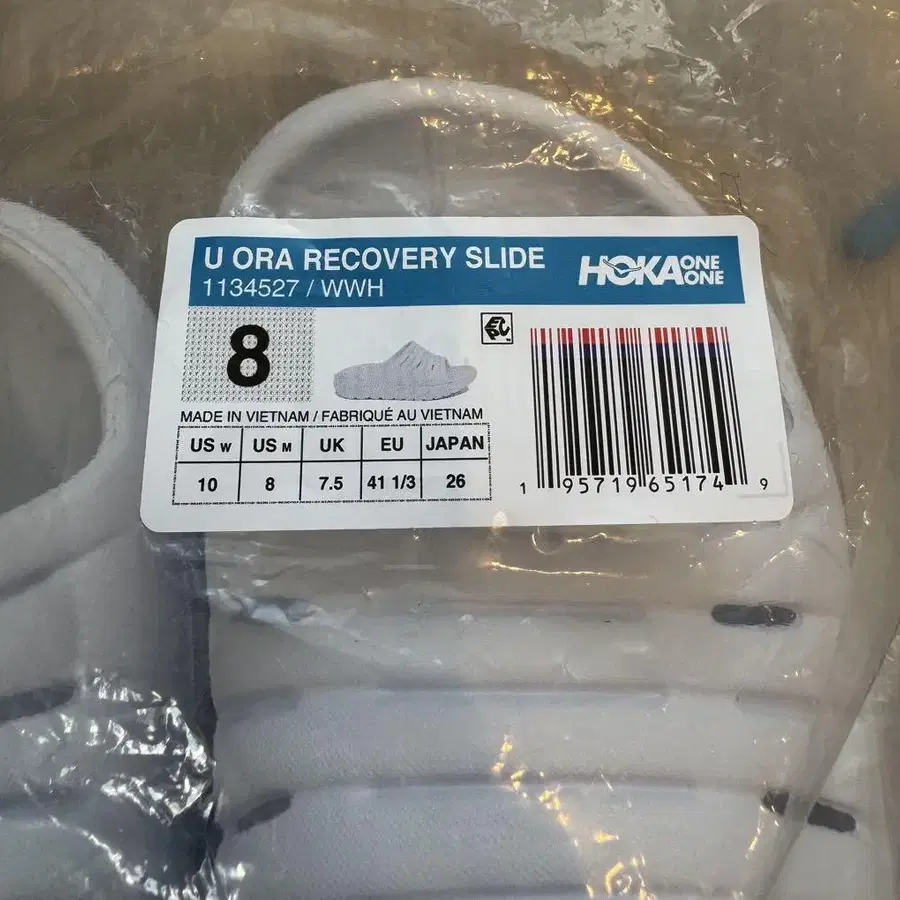 U ORA RECOVERY SLIDE
1134527 / WWH
HOKA ONE ONE
8
EPC
MADE IN VIETNAM / FABRIQUÉ AU VIETNAM
US W US M UK EU JAPAN
10 8 7.5 41 1/3 26
1 95719 65174 9